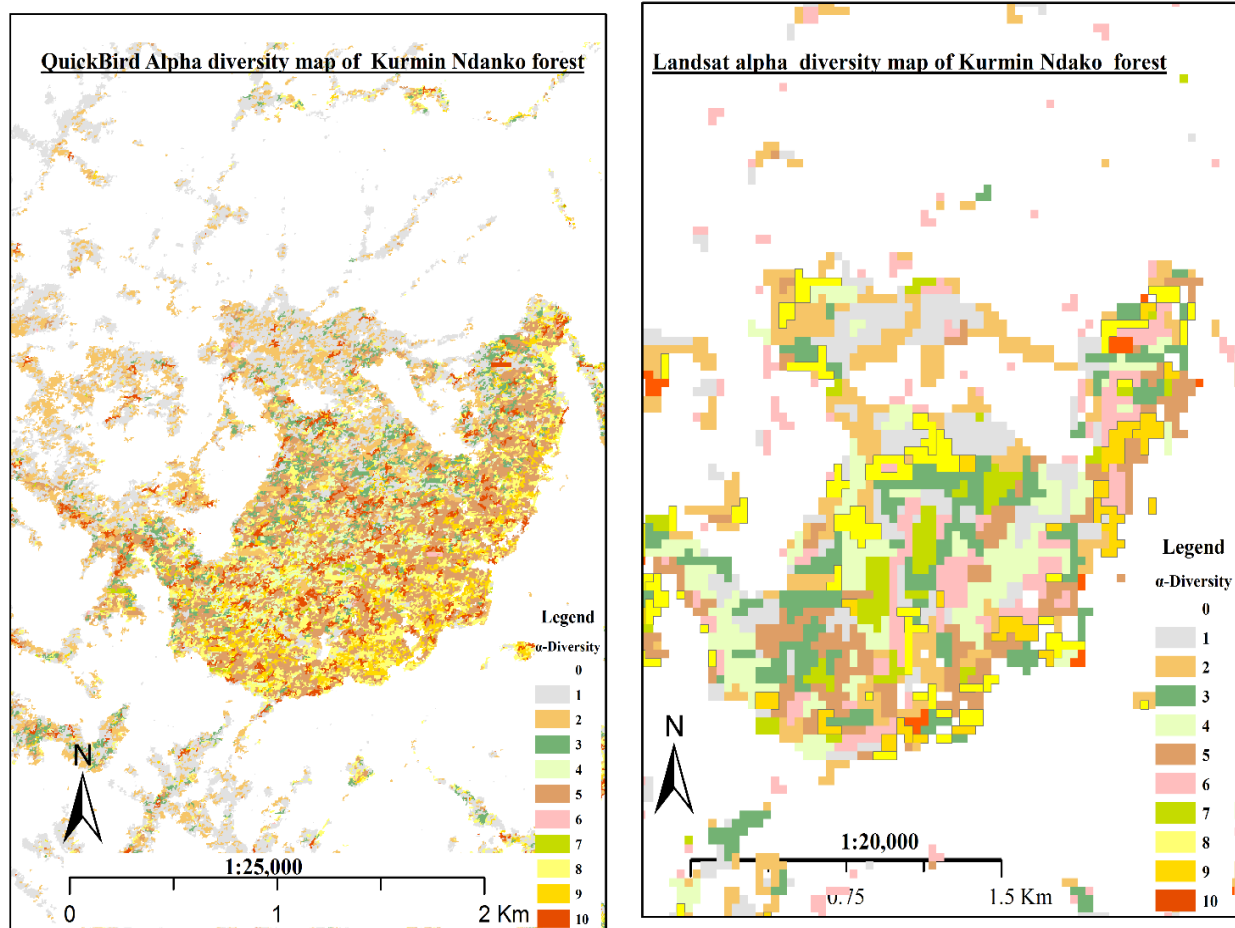 QuickBird Alpha diversity map of Kurmin Ndanko forest
N
1:25,000
0 1 2 Km
Legend
α-Diversity
0
1
2
3
4
5
6
7
8
9
10
Landsat alpha diversity map of Kurmin Ndako forest
N
1:20,000
0.75 1.5 Km
Legend
α-Diversity
0
1
2
3
4
5
6
7
8
9
10